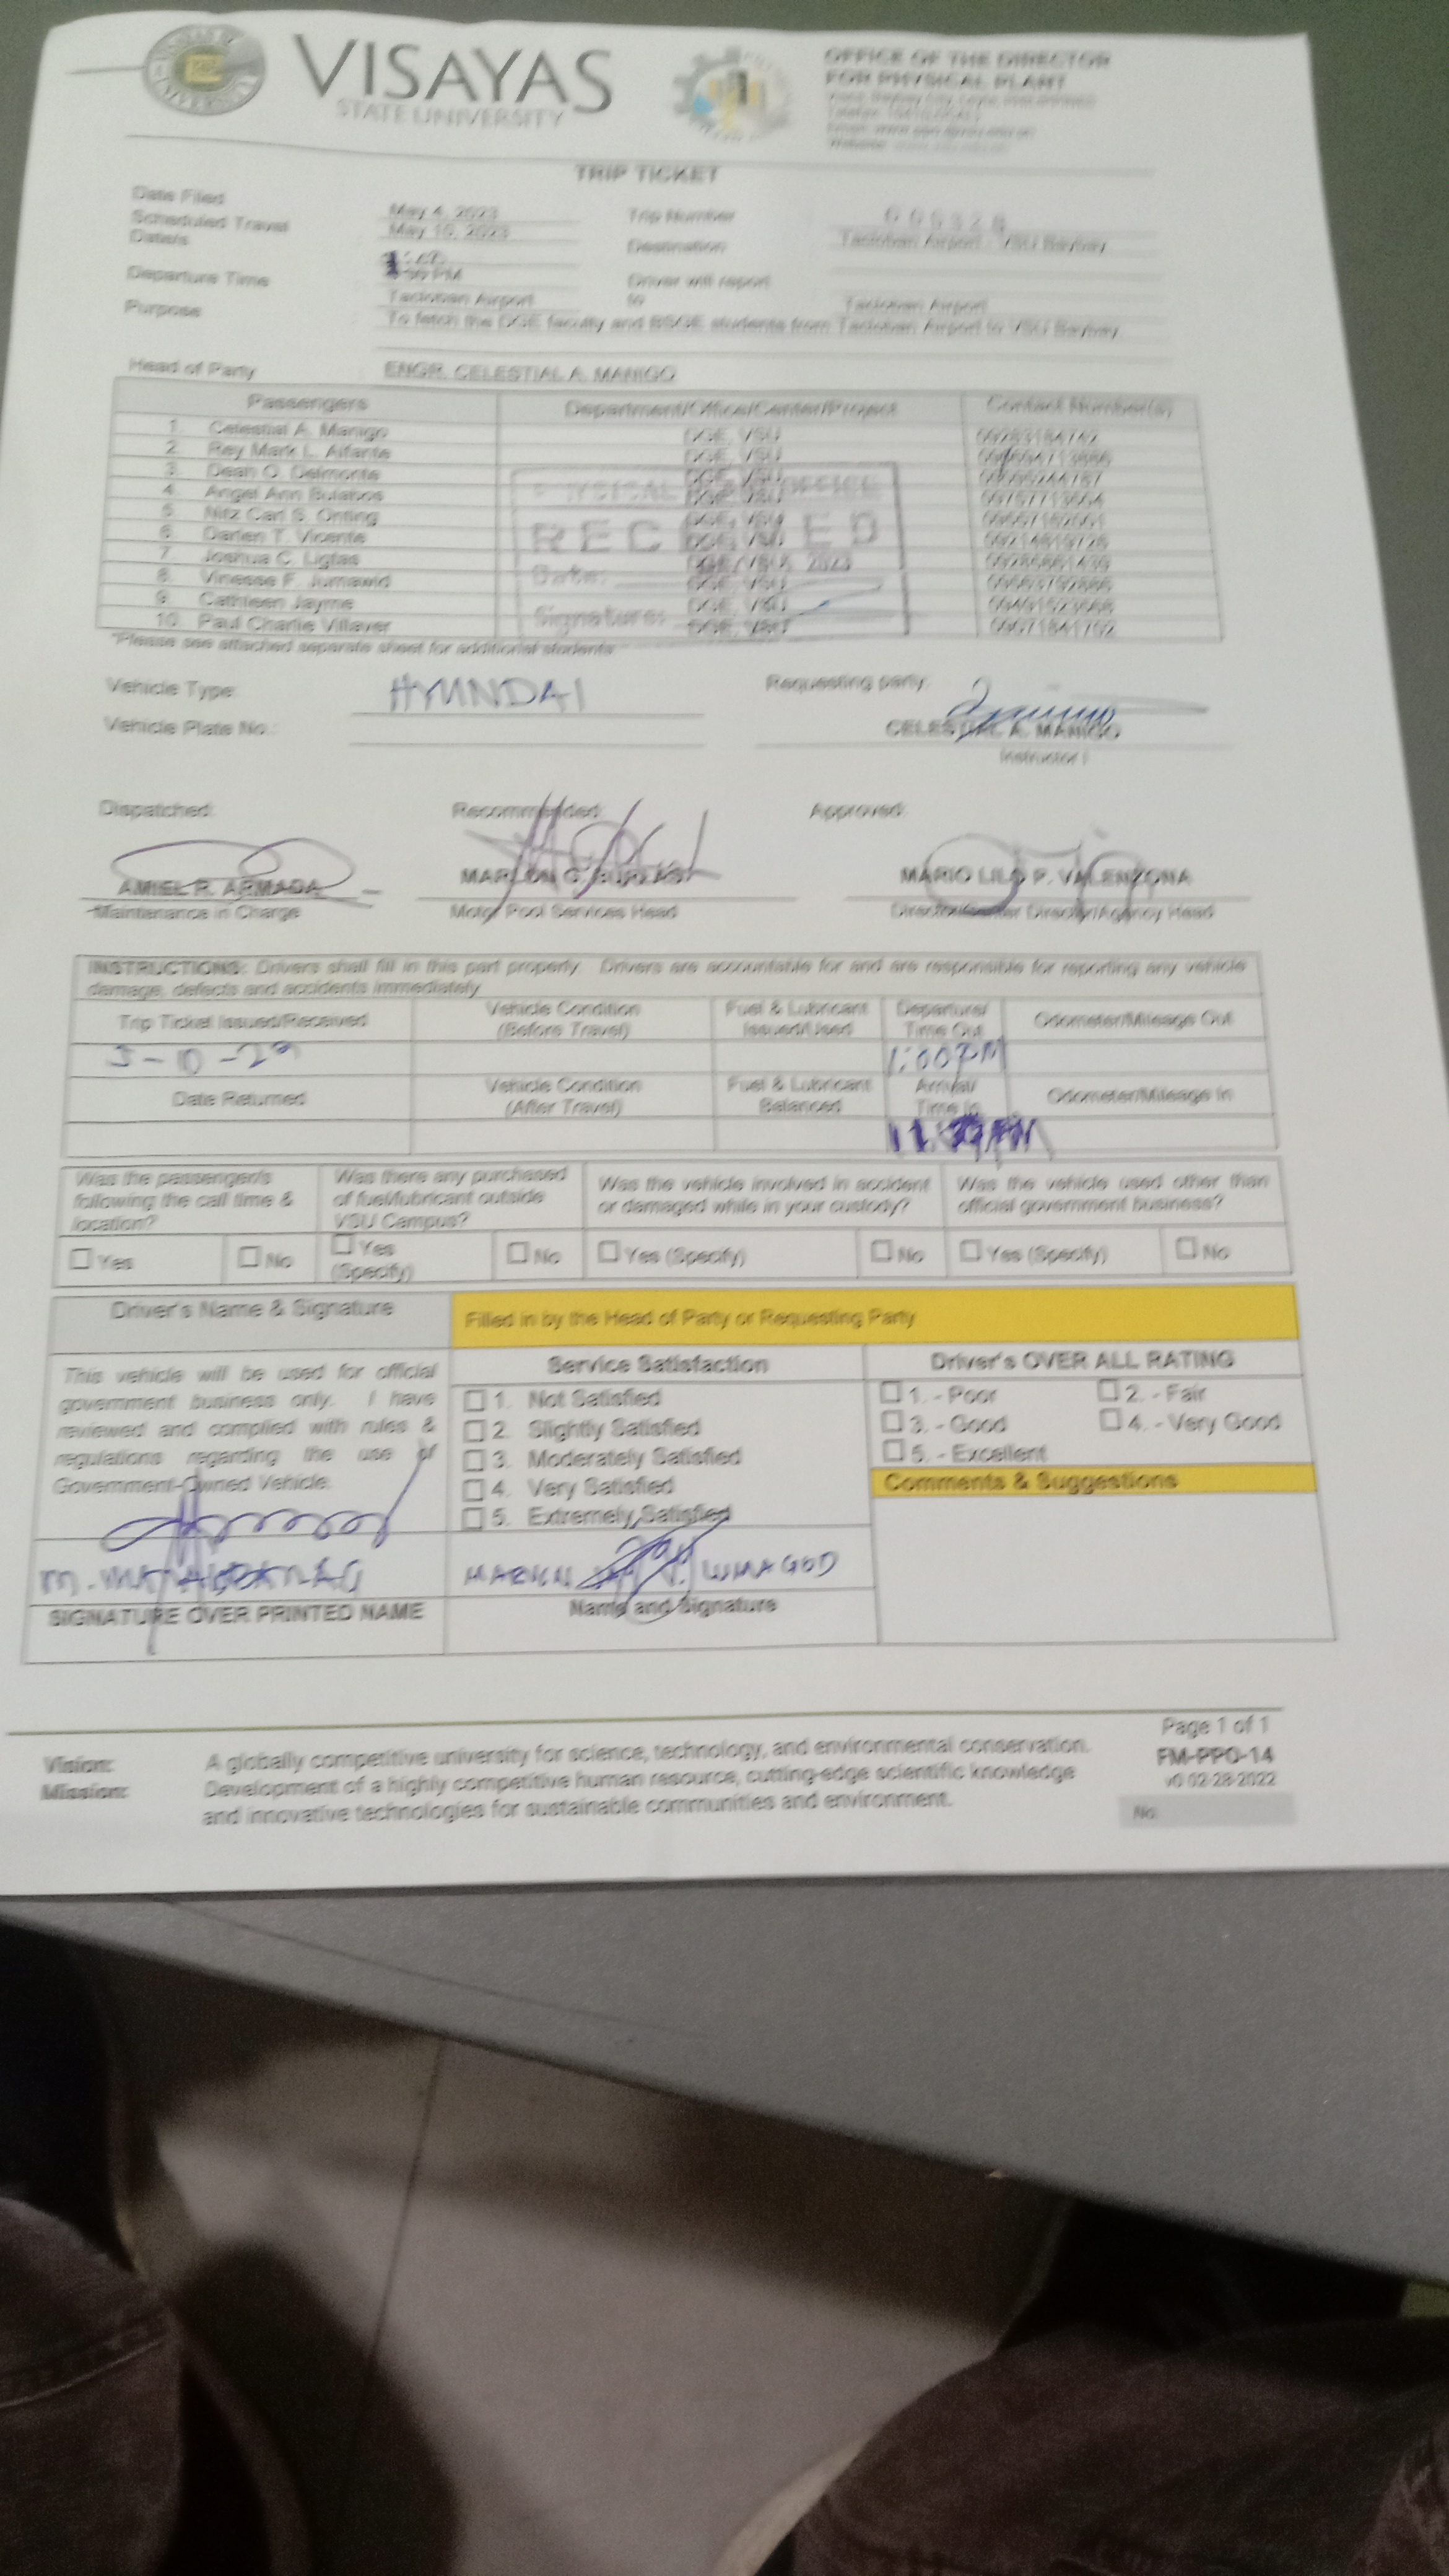 VISAYAS
STATE UNIVERSITY
OFFICE OF THE DIRECTOR
FOR PHYSICAL PLANT
TRIP TICKET
Date Filed May 4, 2023 Trip Number
Scheduled Travel Date/s May 10, 2023 Destination Tacloban Airport - VSU Baybay
Departure Time Tacloban Airport Driver will report to Tacloban Airport
Purpose To fetch the DGE faculty and BSGE students from Tacloban Airport to VSU Baybay
Head of Party ENGR. CELESTIAL A. MANIGO
Passengers Department/Office/Center/Project Contact Number(s)
1. Celestial A. Manigo DGE, VSU
2. Rey Mark L. Alfante DGE, VSU
3. Dean O. Delmonte DGE, VSU
4. Angel Ann DGE, VSU
5. Nitz Carl S. Onting DGE, VSU
6. Darlen T. Vicente DGE, VSU
7. Joshua C. Ligtas DGE, VSU
8. Vinesse F. Jumawid DGE, VSU
9. Cathleen Jayme DGE, VSU
10. Paul Charlie Villaver DGE, VSU
RECEIVED
Date: 2023
Signature:
*Please see attached separate sheet for additional students
Vehicle Type: HYUNDAI Requesting party:
Vehicle Plate No.: CELESTIAL A. MANIGO
Instructor I
Dispatched: Recommended: Approved:
AMIEL R. ARMADA MARLON G. BURLAS MARIO LILO P. VALENZONA
Maintenance in Charge Motor Pool Services Head Director/Center Director/Agency Head
INSTRUCTIONS: Drivers shall fill in this part properly. Drivers are accountable for and are responsible for reporting any vehicle
damage, defects and accidents immediately
Trip Ticket Issued/Received Vehicle Condition (Before Travel) Fuel & Lubricant Issued/Used Departure/ Time Out Odometer/Mileage Out
1:00PM
Date Returned Vehicle Condition (After Travel) Fuel & Lubricant Balanced Arrival/ Time In Odometer/Mileage In
Was the passenger/s following the call time & location? Was there any purchased of fuel/lubricant outside VSU Campus? Was the vehicle involved in accident or damaged while in your custody? Was the vehicle used other than official government business?
Yes No Yes (Specify) No Yes (Specify) No Yes (Specify) No
Driver's Name & Signature Filled in by the Head of Party or Requesting Party
This vehicle will be used for official
government business only. I have
reviewed and complied with rules &
regulations regarding the use of
Government-Owned Vehicle.
SIGNATURE OVER PRINTED NAME
Service Satisfaction
1. Not Satisfied
2. Slightly Satisfied
3. Moderately Satisfied
4. Very Satisfied
5. Extremely Satisfied
Name and Signature
Driver's OVER ALL RATING
1. - Poor 2. - Fair
3. - Good 4. - Very Good
5. - Excellent
Comments & Suggestions
Page 1 of 1
FM-PPO-14
v0 02-28-2022
No.
Vision: A globally competitive university for science, technology, and environmental conservation.
Mission: Development of a highly competitive human resource, cutting-edge scientific knowledge
and innovative technologies for sustainable communities and environment.